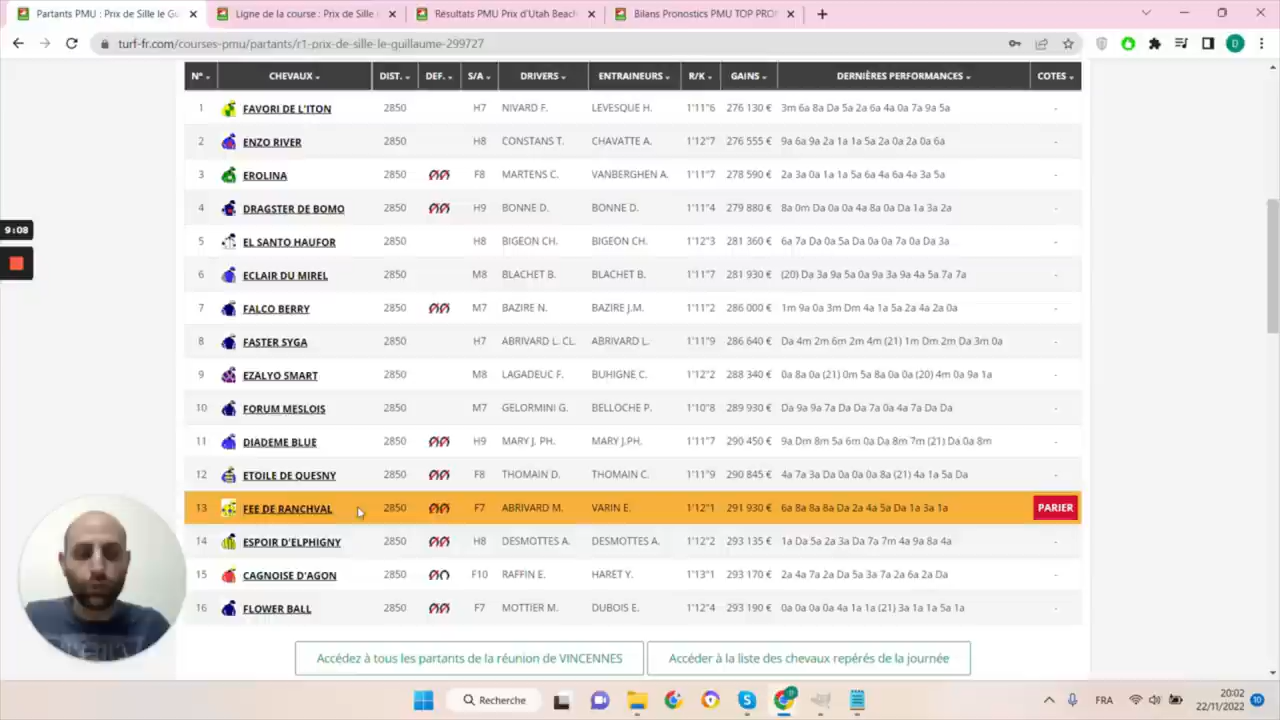 Partants PMU : Prix de Sille le Gu
Ligne de la course : Prix de Sille
Résultats PMU Prix d'Utah Beach
Bilans Pronostics PMU TOP PRON
turf-fr.com/courses-pmu/partants/r1-prix-de-sille-le-guillaume-299727
D
N° CHEVAUX DIST. DEF. S/A DRIVERS ENTRAINEURS R/K GAINS DERNIÈRES PERFORMANCES COTES
1 FAVORI DE L'ITON 2850 H7 NIVARD F. LEVESQUE H. 1'11"6 276 130 € 3m 6a 8a Da 5a 2a 6a 4a 0a 7a 9a 5a -
2 ENZO RIVER 2850 H8 CONSTANS T. CHAVATTE A. 1'12"7 276 555 € 9a 6a 9a 2a 1a 1a 5a 2a 0a 2a 0a 6a -
3 EROLINA 2850 F8 MARTENS C. VANBERGHEN A. 1'11"7 278 590 € 2a 3a 0a 1a 1a 5a 6a 4a 6a 4a 3a 5a -
4 DRAGSTER DE BOMO 2850 H9 BONNE D. BONNE D. 1'11"4 279 880 € 8a 0m Da 0a 0a 4a 8a 0a Da 1a 3a 2a -
5 EL SANTO HAUFOR 2850 H8 BIGEON CH. BIGEON CH. 1'12"3 281 360 € 6a 7a Da 0a 5a Da 0a 0a 7a 0a Da 3a -
6 ECLAIR DU MIREL 2850 M8 BLACHET B. BLACHET B. 1'11"7 281 930 € (20) Da 3a 9a 5a 0a 9a 3a 9a 4a 5a 7a 7a -
7 FALCO BERRY 2850 M7 BAZIRE N. BAZIRE J.M. 1'11"2 286 000 € 1m 9a 0a 3m Dm 4a 1a 5a 2a 4a 2a 0a -
8 FASTER SYGA 2850 H7 ABRIVARD L. CL. ABRIVARD L. 1'11"9 286 640 € Da 4m 2m 6m 2m 4m (21) 1m Dm 2m Da 3m 0a -
9 EZALYO SMART 2850 M8 LAGADEUC F. BUHIGNE C. 1'12"2 288 340 € 0a 8a 0a (21) 0m 5a 8a 0a 0a (20) 4m 0a 9a 1a -
10 FORUM MESLOIS 2850 M7 GELORMINI G. BELLOCHE P. 1'10"8 289 930 € Da 9a 9a 7a Da Da 7a 0a 4a 7a Da Da -
11 DIADEME BLUE 2850 H9 MARY J. PH. MARY J.PH. 1'11"7 290 450 € 9a Dm 8m 5a 6m 0a Da 8m 7m (21) Da 0a 8m -
12 ETOILE DE QUESNY 2850 F8 THOMAIN D. THOMAIN C. 1'11"9 290 845 € 4a 7a 3a Da 0a 0a 0a 8a (21) 4a 1a 5a Da -
13 FEE DE RANCHVAL 2850 F7 ABRIVARD M. VARIN E. 1'12"1 291 930 € 6a 8a 8a 8a Da 2a 4a 5a Da 1a 3a 1a PARIER
14 ESPOIR D'ELPHIGNY 2850 H8 DESMOTTES A. DESMOTTES A. 1'12"2 293 135 € 1a Da 5a 2a 3a Da 7a 7m 4a 9a 8a 4a -
15 CAGNOISE D'AGON 2850 F10 RAFFIN E. HARET Y. 1'13"1 293 170 € 2a 4a 7a 2a Da 5a 3a 7a 2a 6a 2a Da -
16 FLOWER BALL 2850 F7 MOTTIER M. DUBOIS E. 1'12"4 293 190 € 0a 0a 0a 0a 4a 1a 1a (21) 3a 1a 1a 5a 1a -
9:08
Accédez à tous les partants de la réunion de VINCENNES
Accéder à la liste des chevaux repérés de la journée
Recherche
FRA
20:02
22/11/2022
10